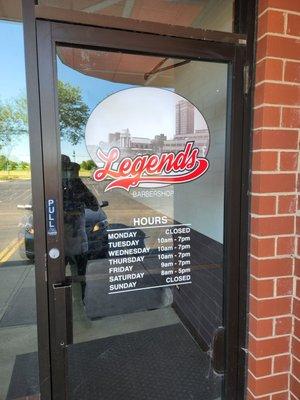 Legends
BARBERSHOP
PULL
HOURS
MONDAY CLOSED
TUESDAY 10am - 7pm
WEDNESDAY 10am - 7pm
THURSDAY 10am - 7pm
FRIDAY 9am - 7pm
SATURDAY 8am - 5pm
SUNDAY CLOSED